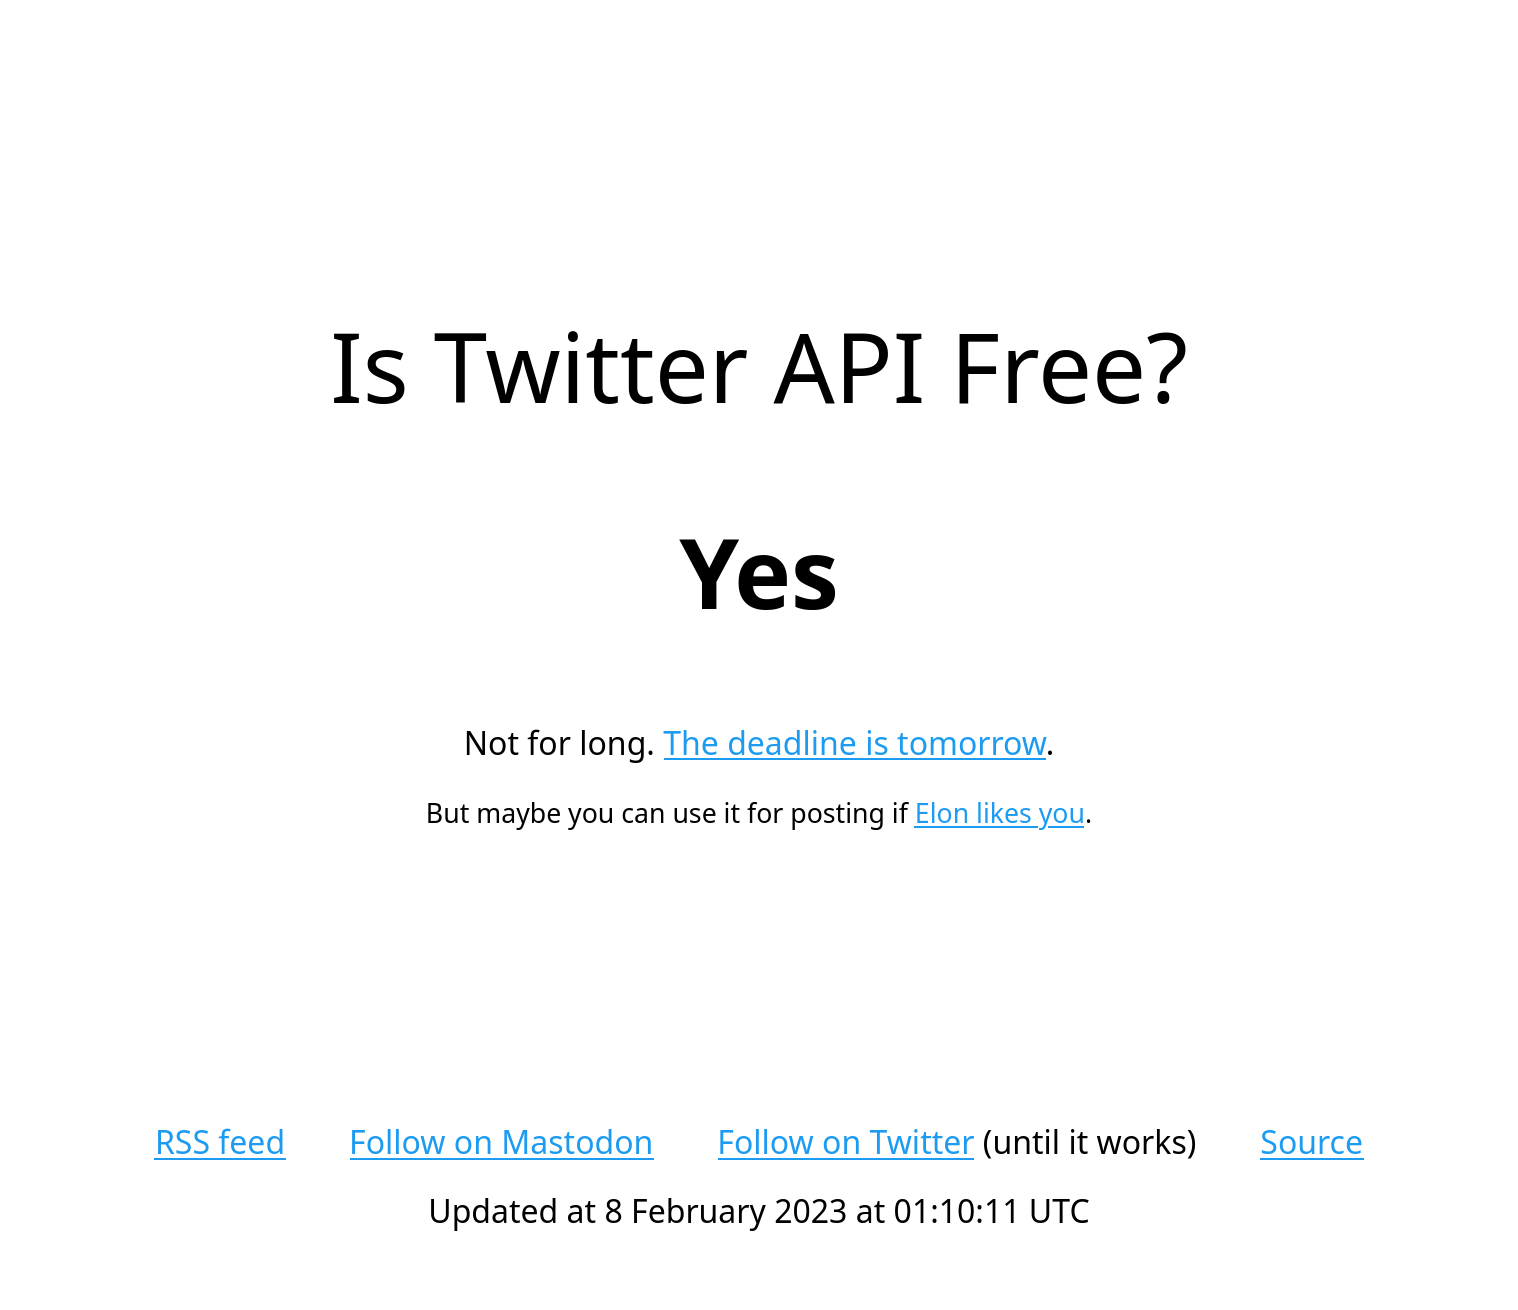 Is Twitter API Free?
Yes
Not for long. The deadline is tomorrow.
But maybe you can use it for posting if Elon likes you.
RSS feed Follow on Mastodon Follow on Twitter (until it works) Source
Updated at 8 February 2023 at 01:10:11 UTC